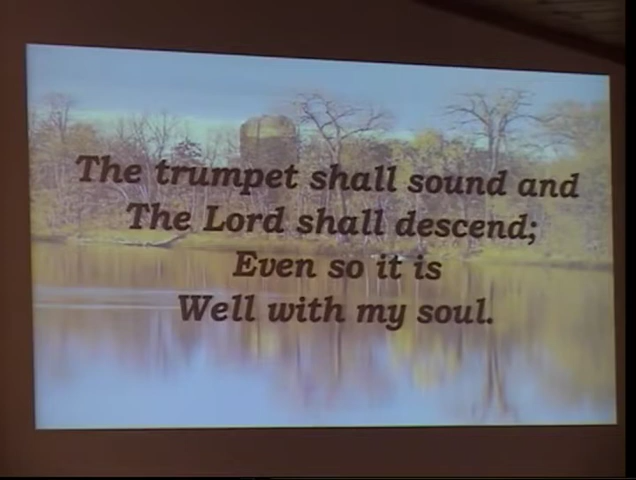 The trumpet shall sound and
The Lord shall descend;
Even so it is
Well with my soul.